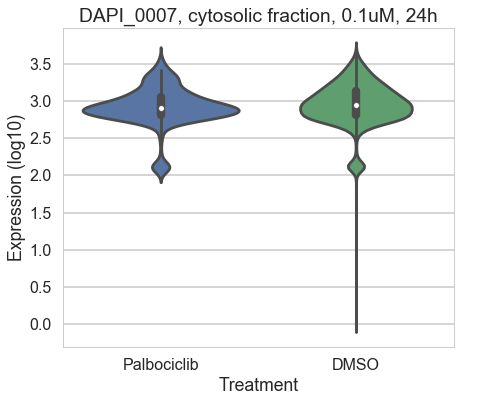 DAPI_0007, cytosolic fraction, 0.1uM, 24h
Expression (log10)
3.5
3.0
2.5
2.0
1.5
1.0
0.5
0.0
Palbociclib DMSO
Treatment